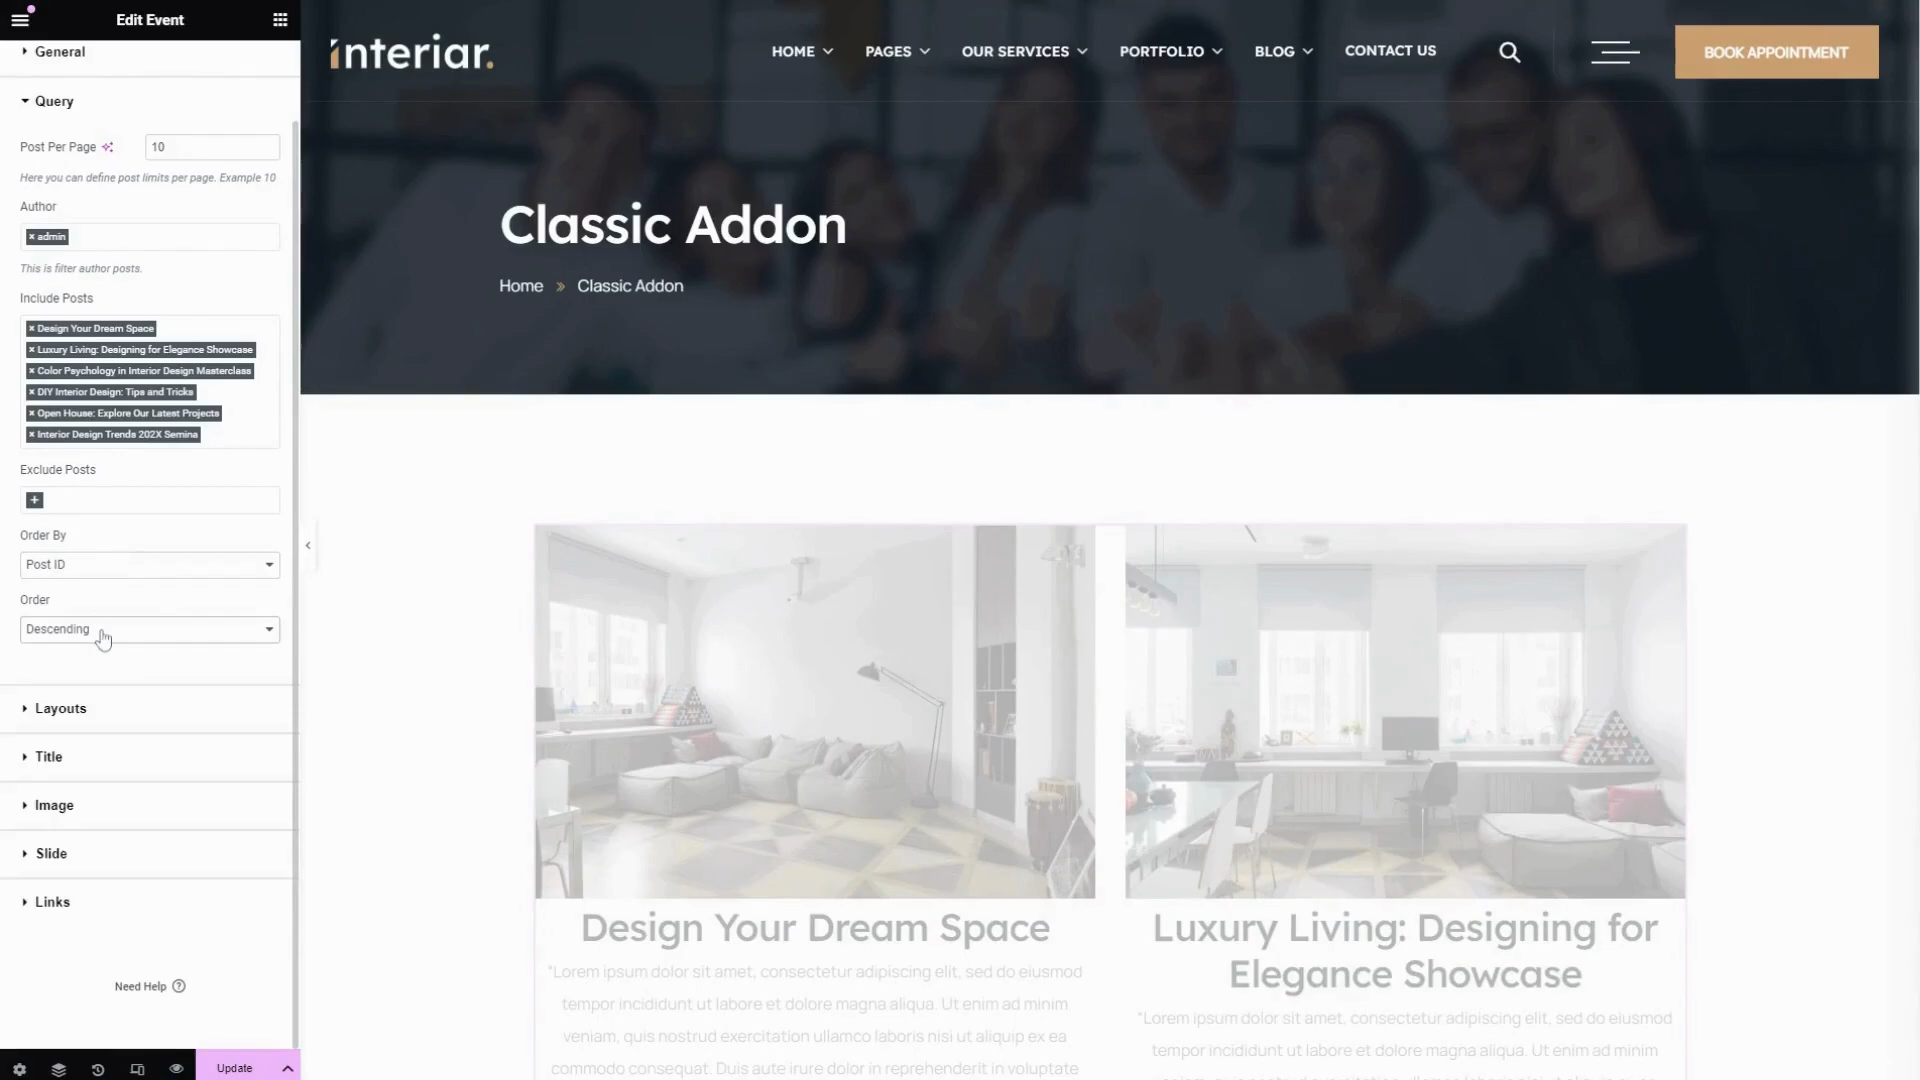 Edit Event
General
Query
Post Per Page
10
Here you can define post limits per page. Example 10
Author
× admin
This is filter author posts.
Include Posts
× Design Your Dream Space
× Luxury Living: Designing for Elegance Showcase
× Color Psychology in Interior Design Masterclass
× DIY Interior Design: Tips and Tricks
× Open House: Explore Our Latest Projects
× Interior Design Trends 202X Semina
Exclude Posts
+
Order By
Post ID
Order
Descending
Layouts
Title
Image
Slide
Links
Need Help ?
Update
interiar.
HOME
PAGES
OUR SERVICES
PORTFOLIO
BLOG
CONTACT US
BOOK APPOINTMENT
Classic Addon
Home » Classic Addon
Design Your Dream Space
"Lorem ipsum dolor sit amet, consectetur adipiscing elit, sed do eiusmod
tempor incididunt ut labore et dolore magna aliqua. Ut enim ad minim
veniam, quis nostrud exercitation ullamco laboris nisi ut aliquip ex ea
commodo consequat. Duis aute irure dolor in reprehenderit in voluptate
Luxury Living: Designing for
Elegance Showcase
"Lorem ipsum dolor sit amet, consectetur adipiscing elit, sed do eiusmod
tempor incididunt ut labore et dolore magna aliqua. Ut enim ad minim